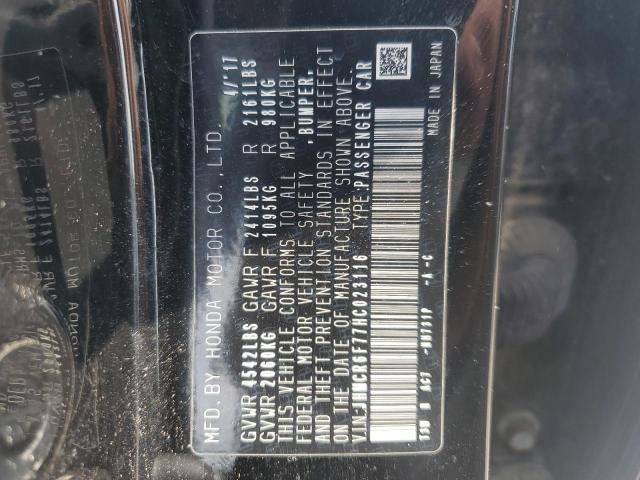 MFD. BY HONDA MOTOR CO., LTD. 1/'17
GVWR 4542LBS GAWR F 2414LBS R 2161LBS
GVWR 2060KG GAWR F 1095KG R 980KG
THIS VEHICLE CONFORMS TO ALL APPLICABLE
FEDERAL MOTOR VEHICLE SAFETY ,BUMPER,
AND THEFT PREVENTION STANDARDS IN EFFECT
ON THE DATE OF MANUFACTURE SHOWN ABOVE.
VIN: TYPE:PASSENGER CAR
-A -C MADE IN JAPAN